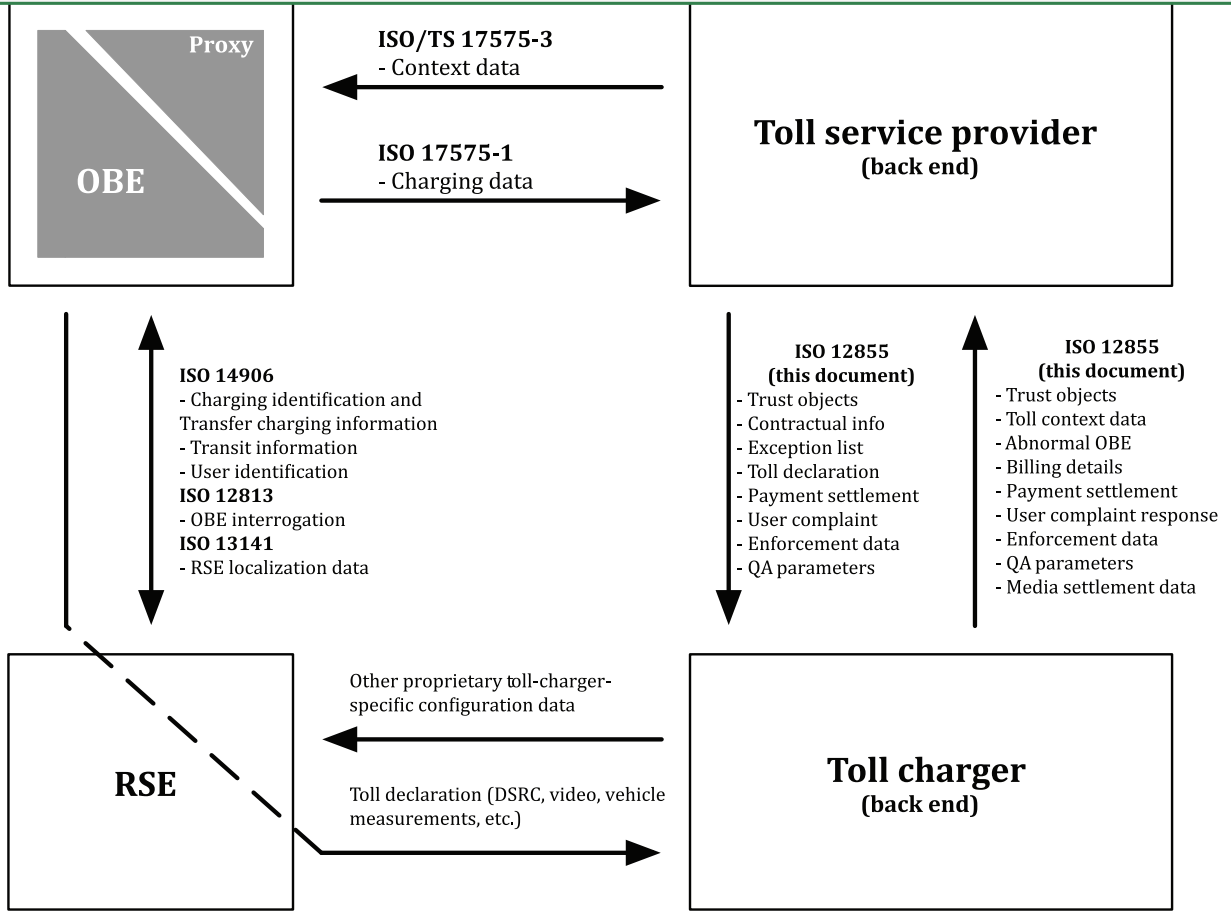 Proxy
OBE
ISO/TS 17575-3
- Context data
ISO 17575-1
- Charging data
Toll service provider
(back end)
ISO 14906
- Charging identification and
Transfer charging information
- Transit information
- User identification
ISO 12813
- OBE interrogation
ISO 13141
- RSE localization data
ISO 12855
(this document)
- Trust objects
- Contractual info
- Exception list
- Toll declaration
- Payment settlement
- User complaint
- Enforcement data
- QA parameters
ISO 12855
(this document)
- Trust objects
- Toll context data
- Abnormal OBE
- Billing details
- Payment settlement
- User complaint response
- Enforcement data
- QA parameters
- Media settlement data
RSE
Other proprietary toll-charger-
specific configuration data
Toll declaration (DSRC, video, vehicle
measurements, etc.)
Toll charger
(back end)